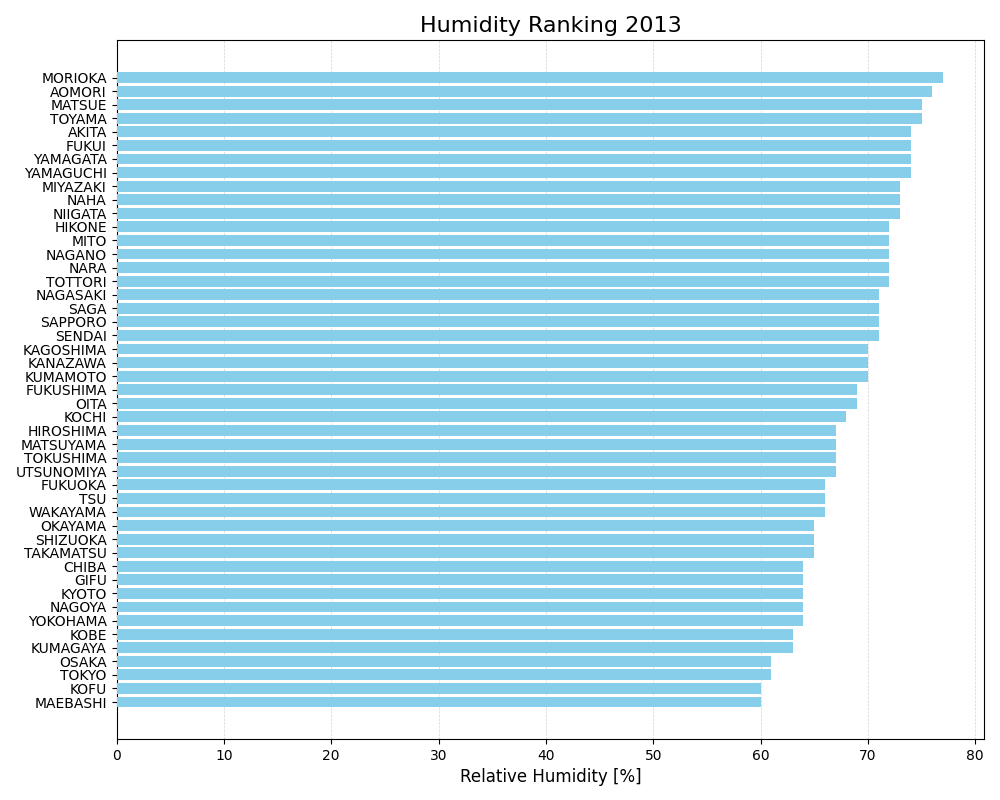 Humidity Ranking 2013
MORIOKA
AOMORI
MATSUE
TOYAMA
AKITA
FUKUI
YAMAGATA
YAMAGUCHI
MIYAZAKI
NAHA
NIIGATA
HIKONE
MITO
NAGANO
NARA
TOTTORI
NAGASAKI
SAGA
SAPPORO
SENDAI
KAGOSHIMA
KANAZAWA
KUMAMOTO
FUKUSHIMA
OITA
KOCHI
HIROSHIMA
MATSUYAMA
TOKUSHIMA
UTSUNOMIYA
FUKUOKA
TSU
WAKAYAMA
OKAYAMA
SHIZUOKA
TAKAMATSU
CHIBA
GIFU
KYOTO
NAGOYA
YOKOHAMA
KOBE
KUMAGAYA
OSAKA
TOKYO
KOFU
MAEBASHI
0 10 20 30 40 50 60 70 80
Relative Humidity [%]